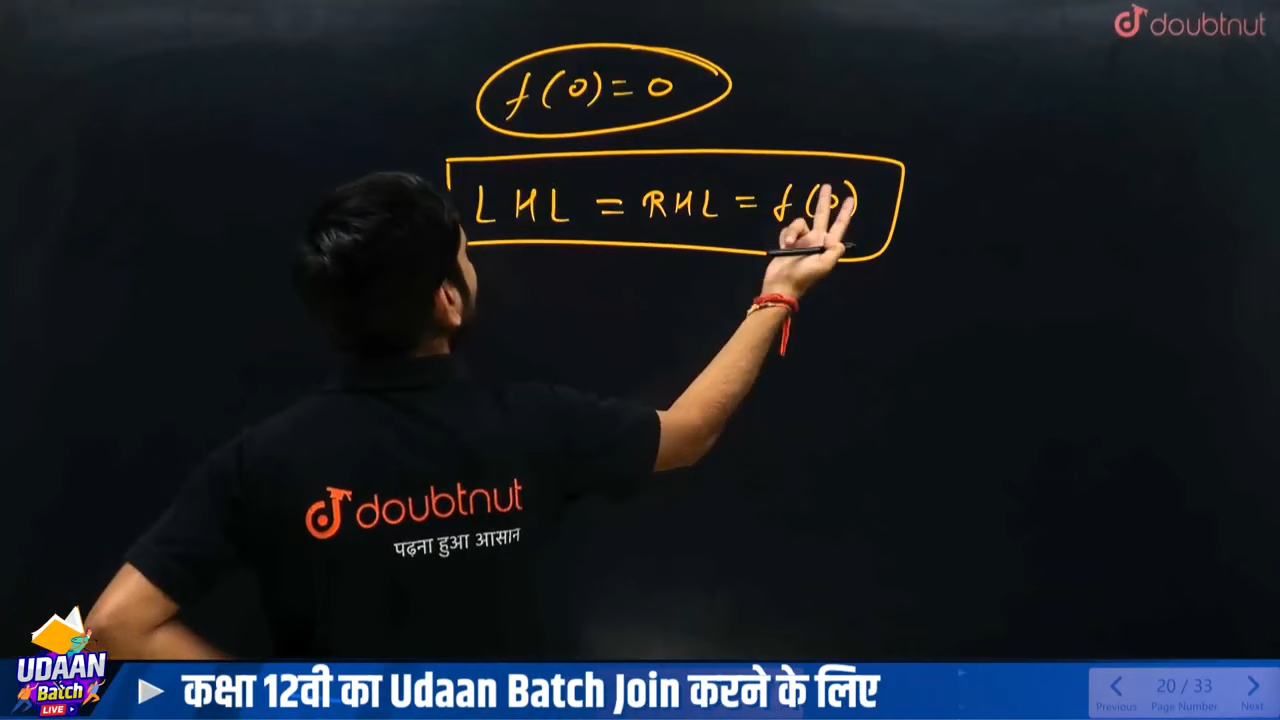 doubtnut
f(0)=0
LHL = RHL = f(0)
doubtnut
पढ़ना हुआ आसान
UDAAN
Batch
LIVE
कक्षा 12वी का Udaan Batch Join करने के लिए
20 / 33
Previous Page Number Next